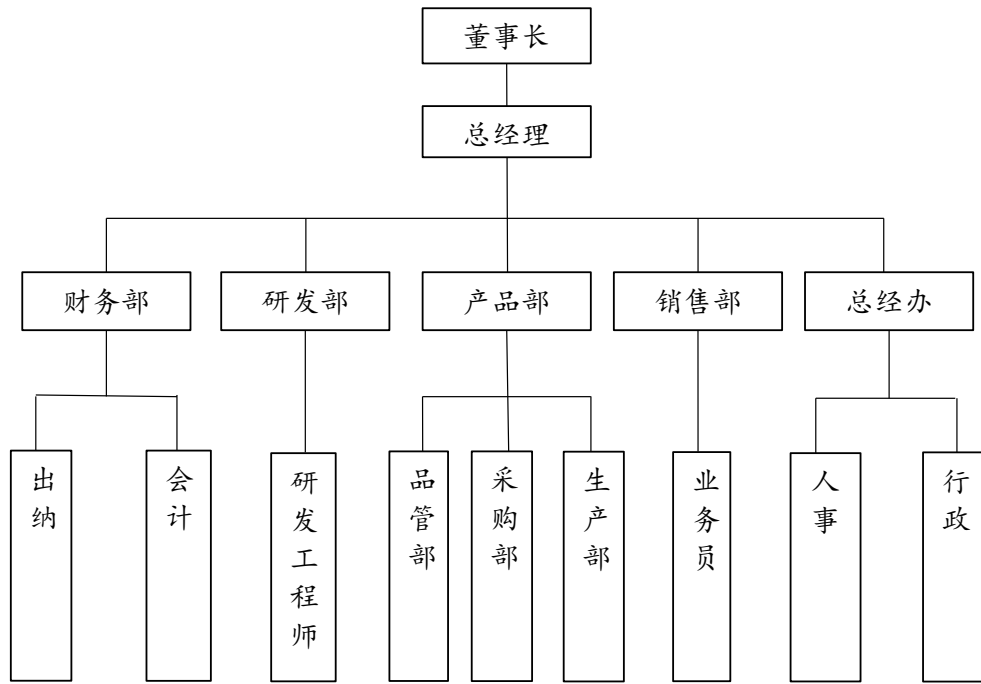 董事长
总经理
财务部
研发部
产品部
销售部
总经办
出纳
会计
研发工程师
品管部
采购部
生产部
业务员
人事
行政